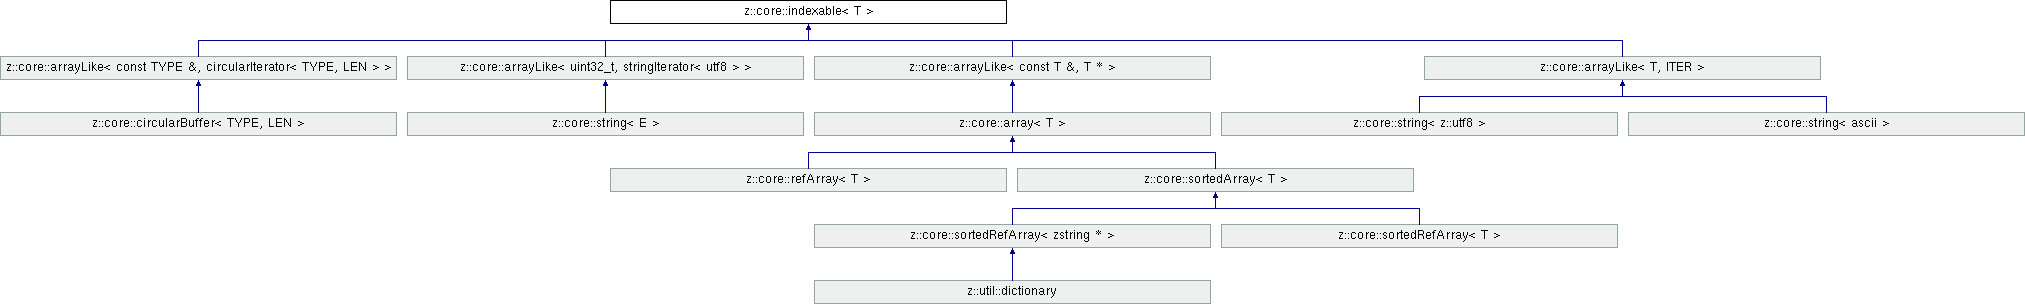 z::core::indexable< T >
z::core::arrayLike< const TYPE &, circularIterator< TYPE, LEN > >
z::core::arrayLike< uint32_t, stringIterator< utf8 > >
z::core::arrayLike< const T &, T * >
z::core::arrayLike< T, ITER >
z::core::circularBuffer< TYPE, LEN >
z::core::string< E >
z::core::array< T >
z::core::string< z::utf8 >
z::core::string< ascii >
z::core::refArray< T >
z::core::sortedArray< T >
z::core::sortedRefArray< zstring * >
z::core::sortedRefArray< T >
z::util::dictionary